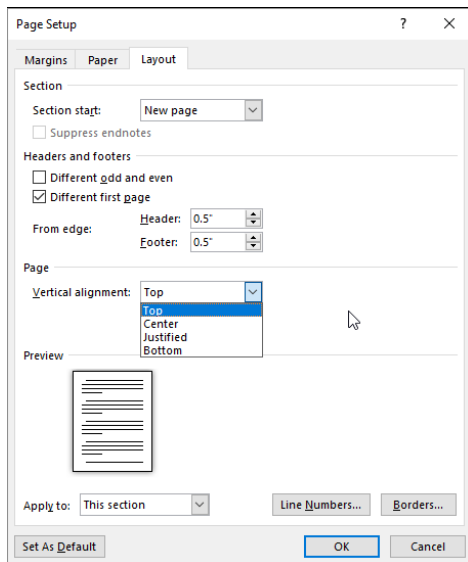 Page Setup ? ×
Margins Paper Layout
Section
Section start: New page
Suppress endnotes
Headers and footers
Different odd and even
Different first page
From edge: Header: 0.5"
Footer: 0.5"
Page
Vertical alignment: Top
Top
Center
Justified
Bottom
Preview
Apply to: This section Line Numbers... Borders...
Set As Default OK Cancel